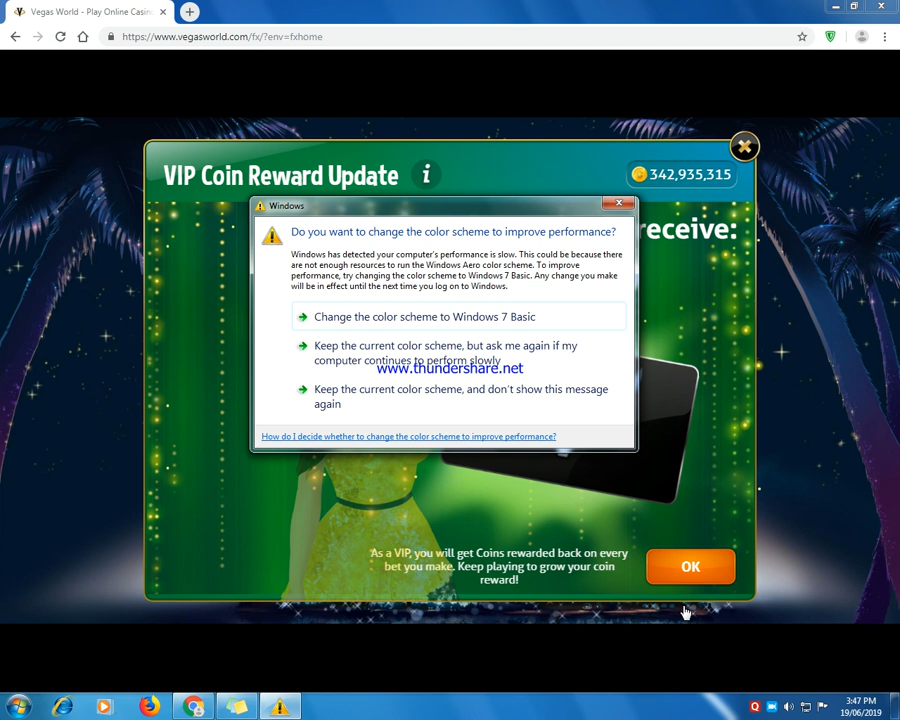 Vegas World - Play Online Casin
https://www.vegasworld.com/fx/?env=fxhome
VIP Coin Reward Update
i
342,935,315
receive:
Windows
Do you want to change the color scheme to improve performance?
Windows has detected your computer's performance is slow. This could be because there
are not enough resources to run the Windows Aero color scheme. To improve
performance, try changing the color scheme to Windows 7 Basic. Any change you make
will be in effect until the next time you log on to Windows.
Change the color scheme to Windows 7 Basic
Keep the current color scheme, but ask me again if my
computer continues to perform slowly
www.thundershare.net
Keep the current color scheme, and don't show this message
again
How do I decide whether to change the color scheme to improve performance?
As a VIP, you will get Coins rewarded back on every
bet you make. Keep playing to grow your coin
reward!
OK
3:47 PM
19/06/2019